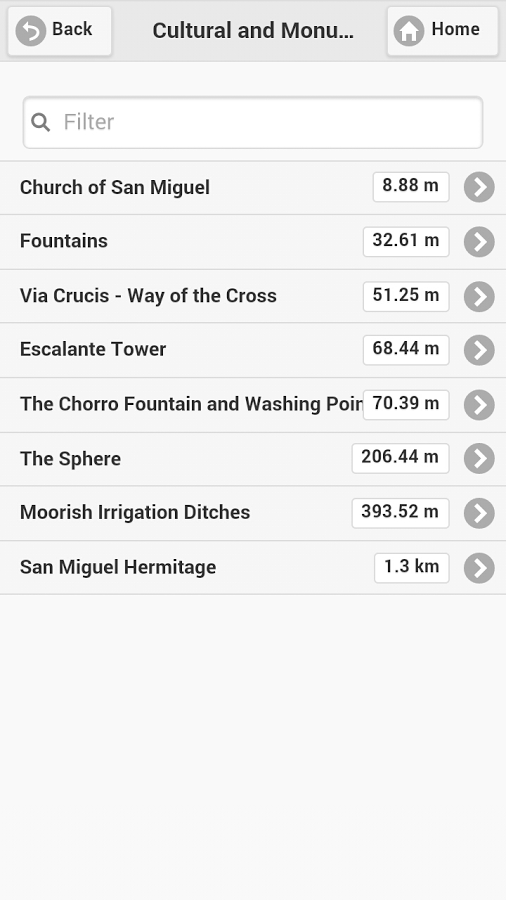 Back
Cultural and Monu...
Home
Filter
Church of San Miguel 8.88 m
Fountains 32.61 m
Via Crucis - Way of the Cross 51.25 m
Escalante Tower 68.44 m
The Chorro Fountain and Washing Poin 70.39 m
The Sphere 206.44 m
Moorish Irrigation Ditches 393.52 m
San Miguel Hermitage 1.3 km